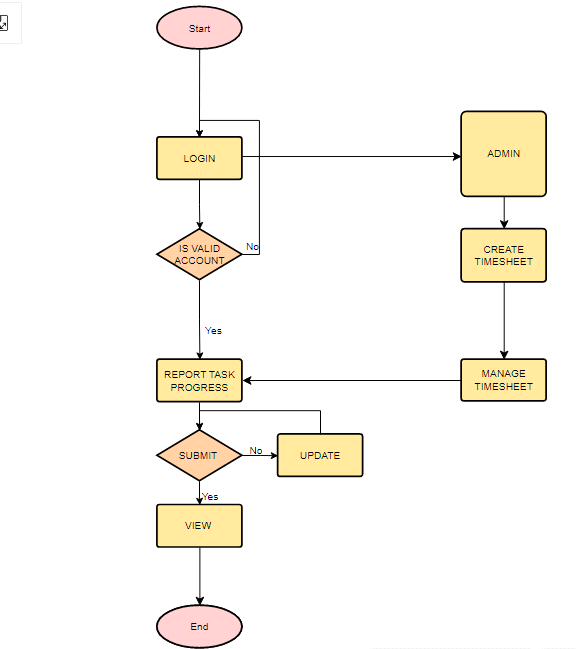 Start
LOGIN
ADMIN
IS VALID
ACCOUNT
No
CREATE
TIMESHEET
Yes
REPORT TASK
PROGRESS
MANAGE
TIMESHEET
SUBMIT
No
UPDATE
Yes
VIEW
End